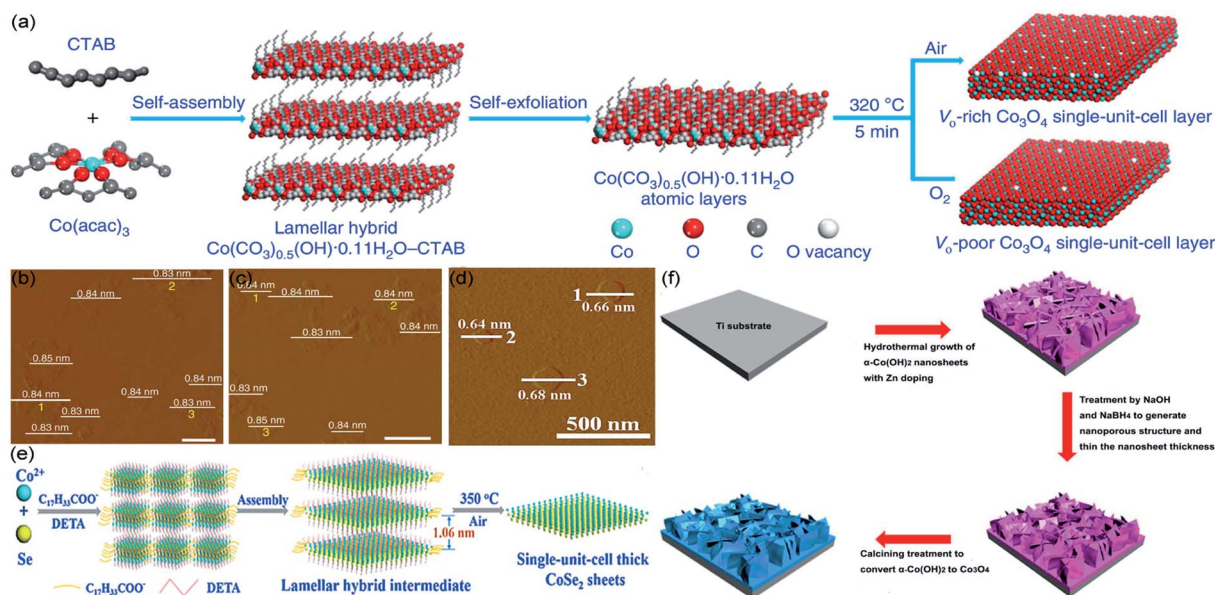 (a)
CTAB
+
Co(acac)₃
Self-assembly
Lamellar hybrid
Co(CO₃)₀.₅(OH)·0.11H₂O–CTAB
Self-exfoliation
Co(CO₃)₀.₅(OH)·0.11H₂O
atomic layers
Co
O
C
O vacancy
320 °C
5 min
Air
Vₒ-rich Co₃O₄ single-unit-cell layer
O₂
Vₒ-poor Co₃O₄ single-unit-cell layer
(b)
0.83 nm
2
0.84 nm
0.85 nm
0.84 nm
0.84 nm
1
0.84 nm
0.83 nm
0.83 nm
3
0.83 nm
(c)
0.84 nm
1
0.84 nm
0.84 nm
2
0.83 nm
0.84 nm
0.83 nm
0.85 nm
3
0.84 nm
(d)
1
0.66 nm
0.64 nm
2
3
0.68 nm
500 nm
(e)
Co²⁺
+
Se
C₁₇H₃₃COO⁻
DETA
Assembly
1.06 nm
350 °C
Air
Lamellar hybrid intermediate
Single-unit-cell thick
CoSe₂ sheets
C₁₇H₃₃COO⁻
DETA
(f)
Ti substrate
Hydrothermal growth of
α-Co(OH)₂ nanosheets
with Zn doping
Treatment by NaOH
and NaBH₄ to generate
nanoporous structure and
thin the nanosheet thickness
Calcining treatment to
convert α-Co(OH)₂ to Co₃O₄